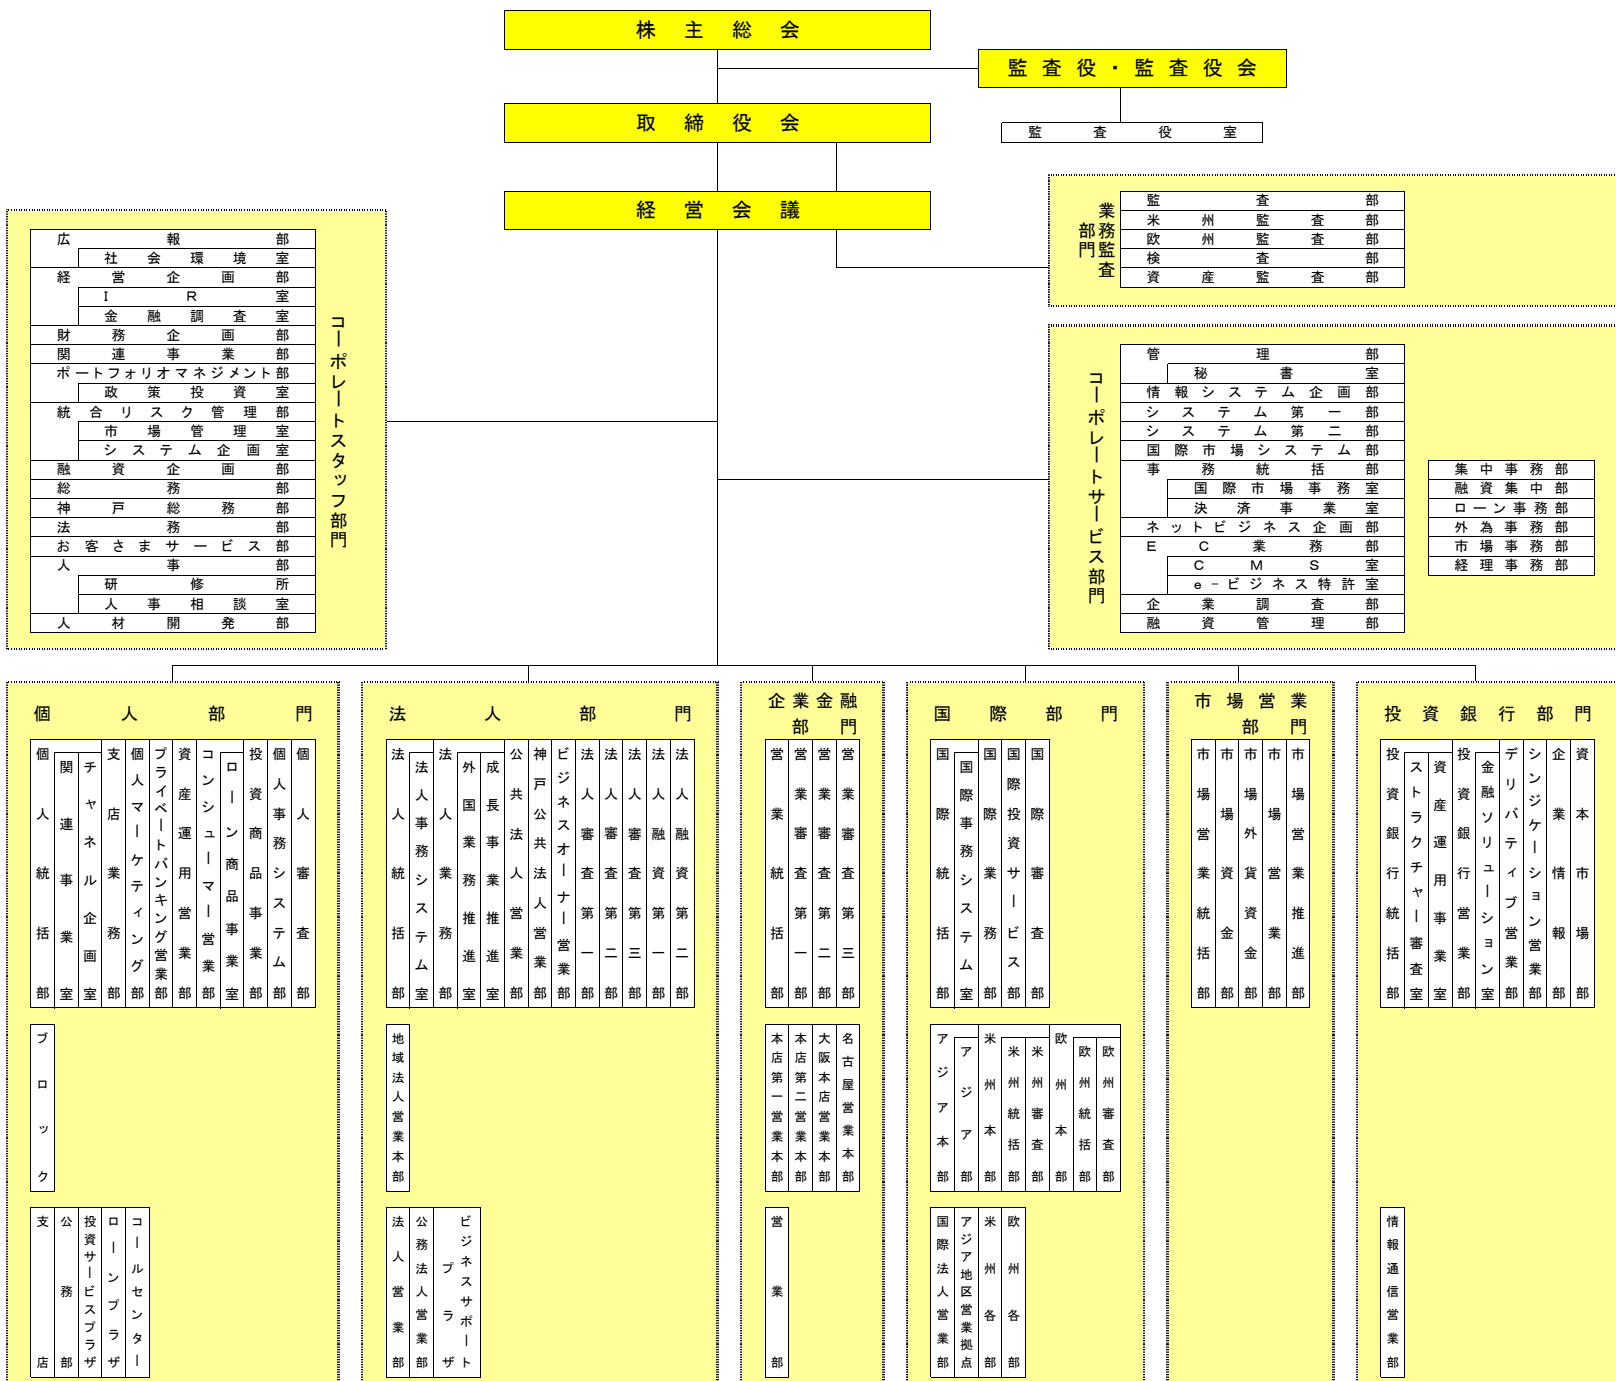 株主総会
監査役・監査役会
取締役会
監査役室
経営会議
業務監査部門
監査部
米州監査部
欧州監査部
検査部
資産監査部
広報部
社会環境室
経営企画部
IR室
金融調査室
財務企画部
関連事業部
ポートフォリオマネジメント部
政策投資室
統合リスク管理部
市場管理室
システム企画室
融資企画部
総務部
神戸総務部
法務部
お客さまサービス部
人事部
研修所
人事相談室
人材開発部
コーポレートスタッフ部門
コーポレートサービス部門
管理部
秘書室
情報システム企画部
システム第一部
システム第二部
国際市場システム部
事務統括部
国際市場事務室
決済事業室
ネットビジネス企画部
EC業務部
CMS室
e-ビジネス特許室
企業調査部
融資管理部
集中事務部
融資集中部
ローン事務部
外為事務部
市場事務部
経理事務部
個人部門
個人統括部
関連事業室
チャネル企画室
支店業務部
個人マーケティング部
プライベートバンキング営業部
資産運用営業部
コンシューマー営業部
ローン商品事業室
投資商品事業部
個人事務システム部
個人審査部
ブロック
支店
公務部
投資サービスプラザ
ローンプラザ
コールセンター
法人部門
法人統括部
法人事務システム室
法人業務部
外国業務推進室
成長事業推進室
公共法人営業部
神戸公共法人営業部
ビジネスオーナー営業部
法人審査第一部
法人審査第二部
法人審査第三部
法人融資第一部
法人融資第二部
地域法人営業本部
法人営業部
公務法人営業部
ビジネスサポートプラザ
企業金融部門
営業統括部
営業審査第一部
営業審査第二部
営業審査第三部
本店第一営業本部
本店第二営業本部
大阪本店営業本部
名古屋営業本部
営業部
国際部門
国際統括部
国際事務システム室
国際業務部
国際投資サービス部
国際審査部
アジア本部
アジア部
米州本部
米州統括部
米州審査部
欧州本部
欧州統括部
欧州審査部
国際法人営業部
アジア地区営業拠点
米州各部
欧州各部
市場営業部門
市場営業統括部
市場資金部
市場外貨資金部
市場営業部
市場営業推進部
投資銀行部門
投資銀行統括部
ストラクチャー審査室
資産運用事業室
投資銀行営業部
金融ソリューション室
デリバティブ営業部
シンジケーション営業部
企業情報部
資本市場部
情報通信営業部